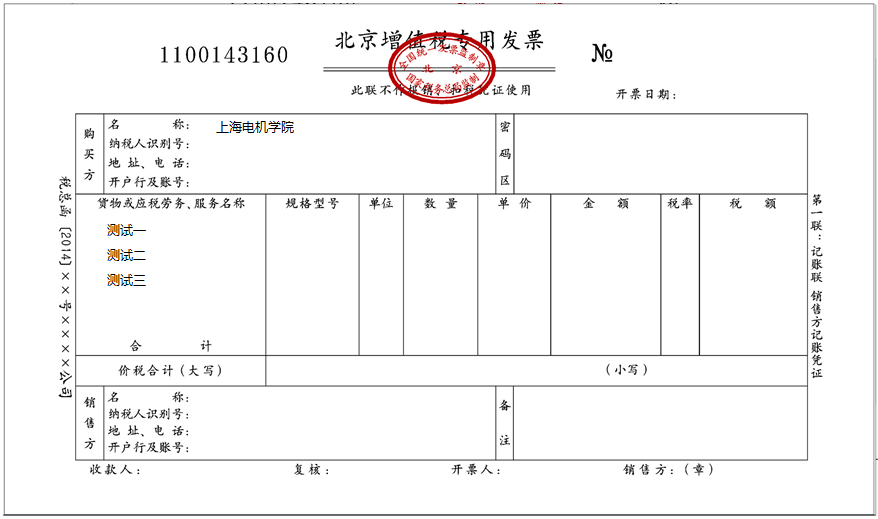 北京增值税专用发票
1100143160
№
全国统一发票监制章
北京
国家税务总局监制
此联不作报销、扣税凭证使用
开票日期：
购买方
名称：上海电机学院
纳税人识别号：
地址、电话：
开户行及账号：
密码区
货物或应税劳务、服务名称 规格型号 单位 数量 单价 金额 税率 税额
测试一
测试二
测试三
合计
价税合计（大写） （小写）
销售方
名称：
纳税人识别号：
地址、电话：
开户行及账号：
备注
收款人： 复核： 开票人： 销售方：（章）
税总函〔2014〕××号××××公司
第一联：记账联 销售方记账凭证